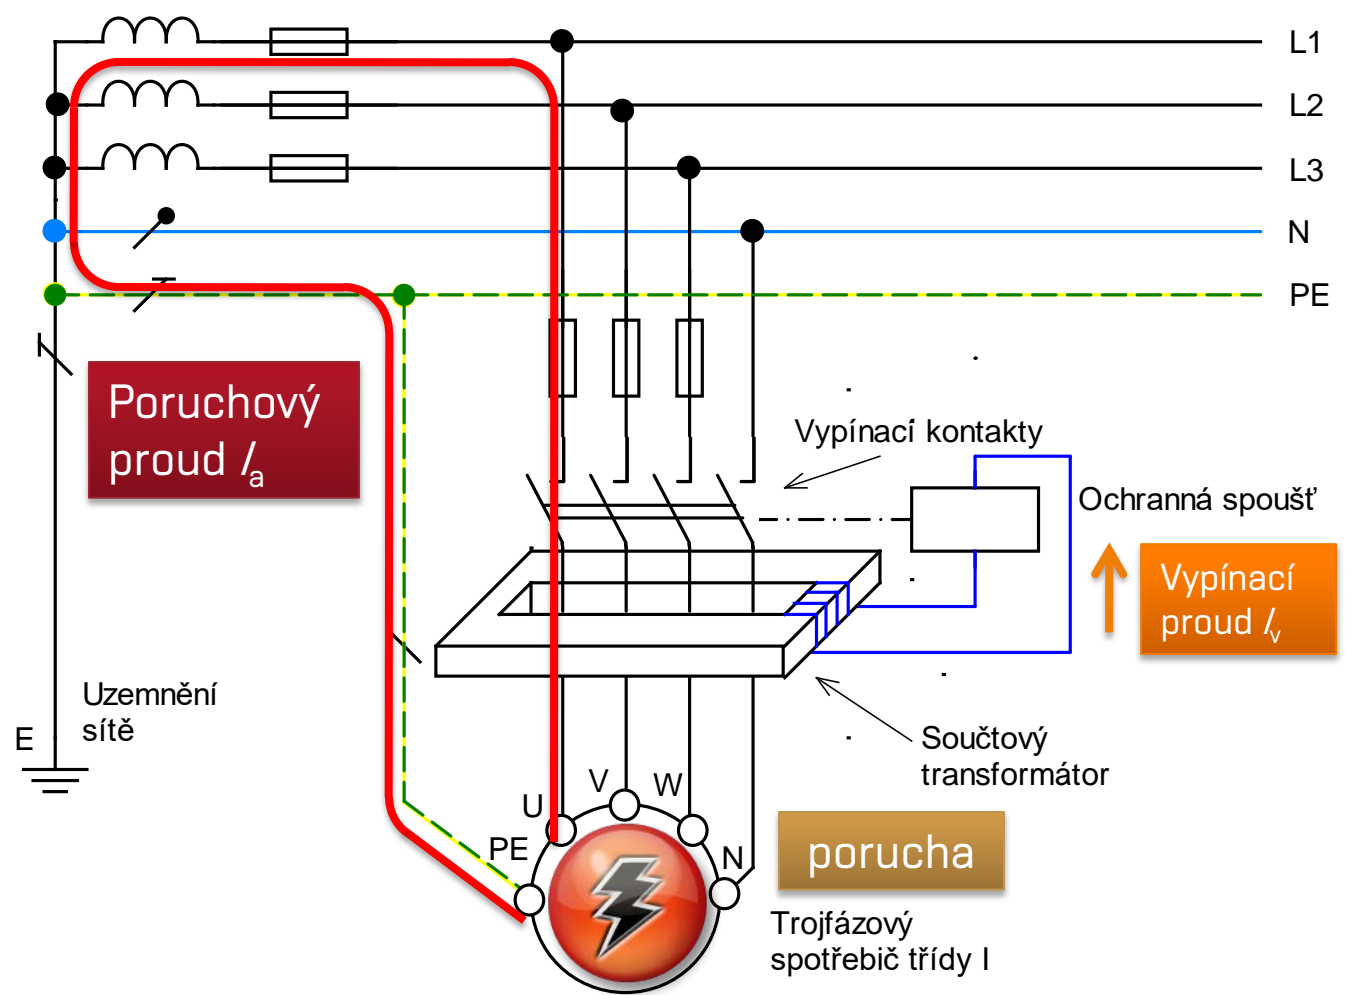 L1
L2
L3
N
PE
Poruchový
proud Ia
Vypínací kontakty
Ochranná spoušť
Vypínací
proud Iv
Uzemnění
sítě
E
Součtový
transformátor
U
V
W
PE
N
porucha
Trojfázový
spotřebič třídy I